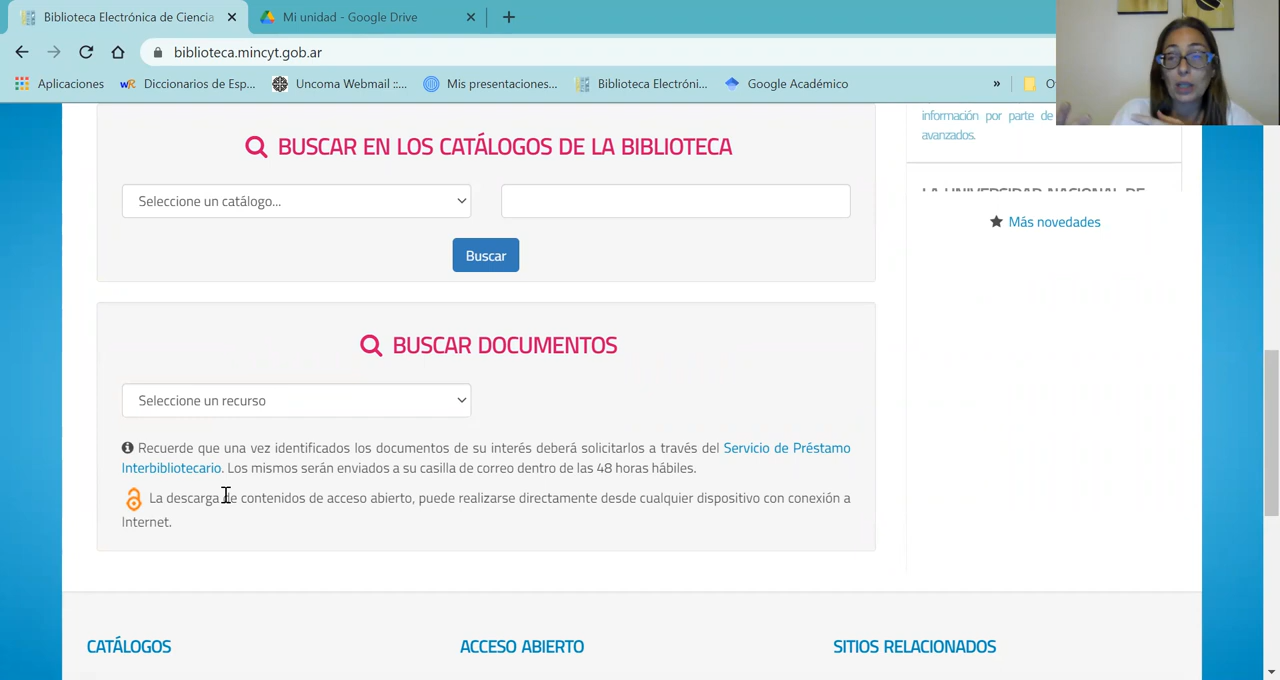 Biblioteca Electrónica de Ciencia
Mi unidad - Google Drive
biblioteca.mincyt.gob.ar
Aplicaciones
Diccionarios de Esp...
Uncoma Webmail ::...
Mis presentaciones...
Biblioteca Electróni...
Google Académico
»
información por parte de
avanzados.
BUSCAR EN LOS CATÁLOGOS DE LA BIBLIOTECA
Seleccione un catálogo...
LA UNIVERSIDAD NACIONAL DE
Más novedades
Buscar
BUSCAR DOCUMENTOS
Seleccione un recurso
Recuerde que una vez identificados los documentos de su interés deberá solicitarlos a través del Servicio de Préstamo
Interbibliotecario. Los mismos serán enviados a su casilla de correo dentro de las 48 horas hábiles.
La descarga de contenidos de acceso abierto, puede realizarse directamente desde cualquier dispositivo con conexión a
Internet.
CATÁLOGOS
ACCESO ABIERTO
SITIOS RELACIONADOS